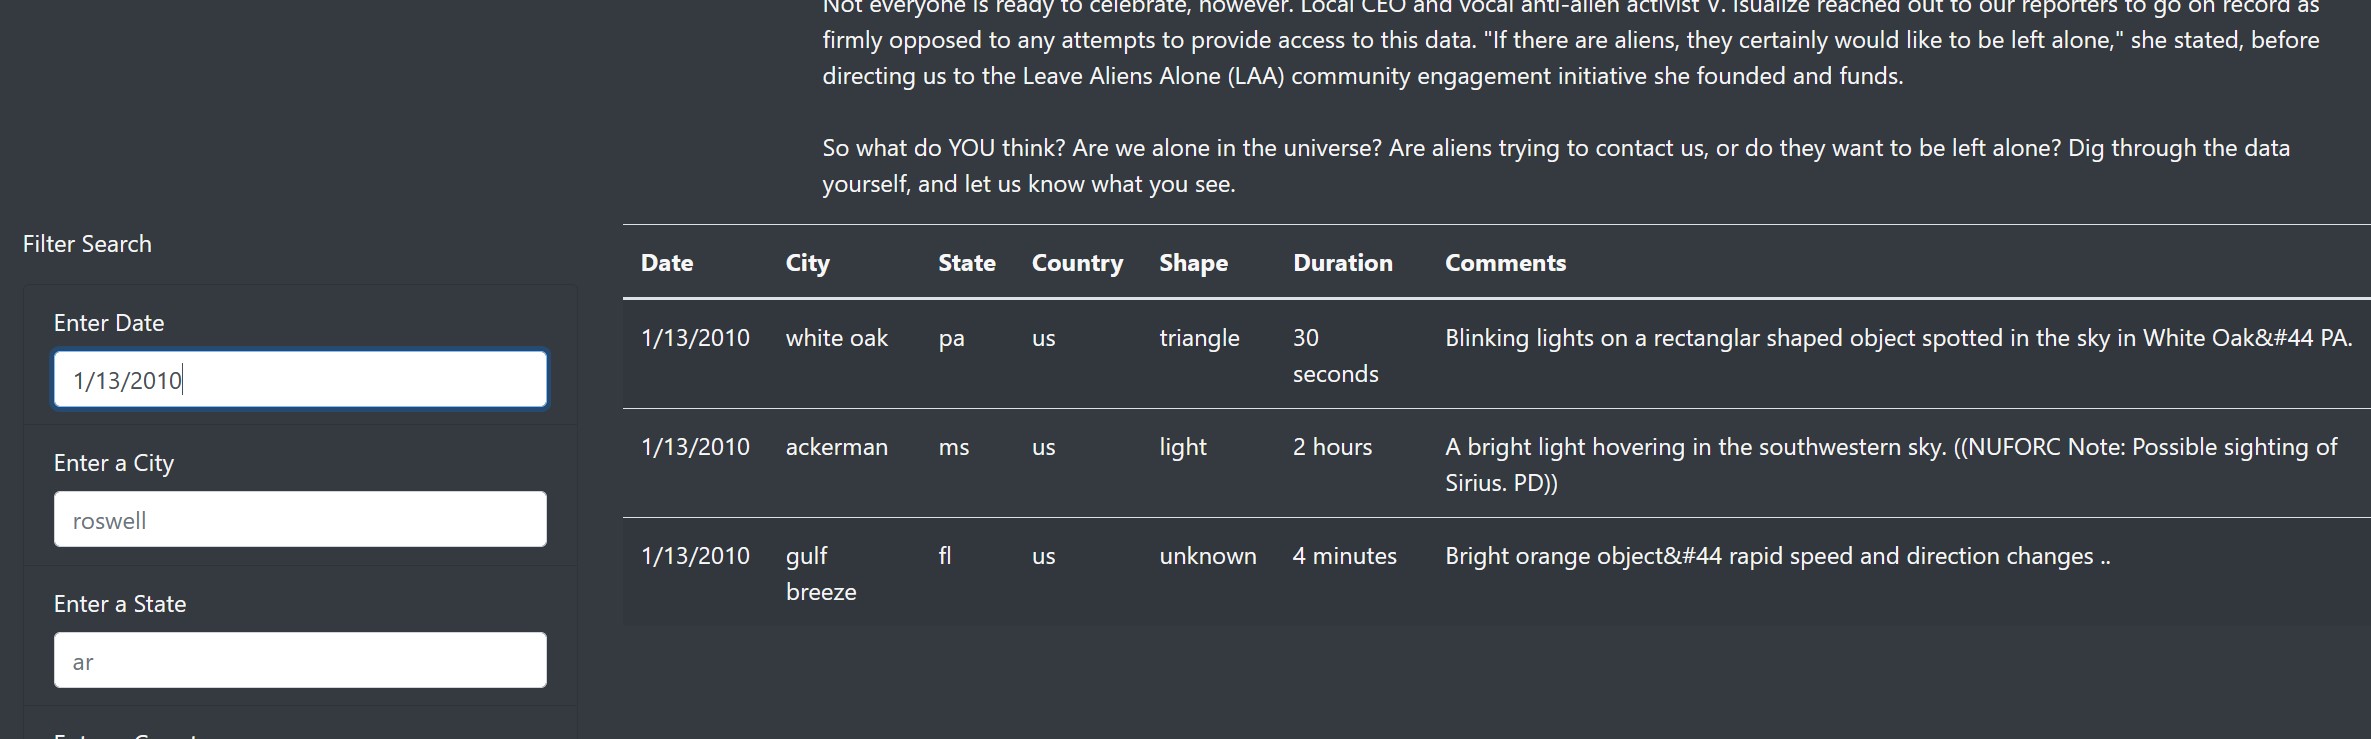 Not everyone is ready to celebrate, however. Local CEO and vocal anti-alien activist V. Isualize reached out to our reporters to go on record as
firmly opposed to any attempts to provide access to this data. "If there are aliens, they certainly would like to be left alone," she stated, before
directing us to the Leave Aliens Alone (LAA) community engagement initiative she founded and funds.
So what do YOU think? Are we alone in the universe? Are aliens trying to contact us, or do they want to be left alone? Dig through the data
yourself, and let us know what you see.
Filter Search
Enter Date
1/13/2010
Enter a City
roswell
Enter a State
ar
Date City State Country Shape Duration Comments
1/13/2010 white oak pa us triangle 30 Blinking lights on a rectanglar shaped object spotted in the sky in White Oak&#44 PA.
seconds
1/13/2010 ackerman ms us light 2 hours A bright light hovering in the southwestern sky. ((NUFORC Note: Possible sighting of
Sirius. PD))
1/13/2010 gulf fl us unknown 4 minutes Bright orange object&#44 rapid speed and direction changes ..
breeze